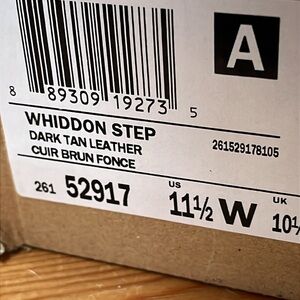 A
8 89309 19273 5
WHIDDON STEP
DARK TAN LEATHER 261529178105
CUIR BRUN FONCE
US UK
261 52917 11½ W 10½